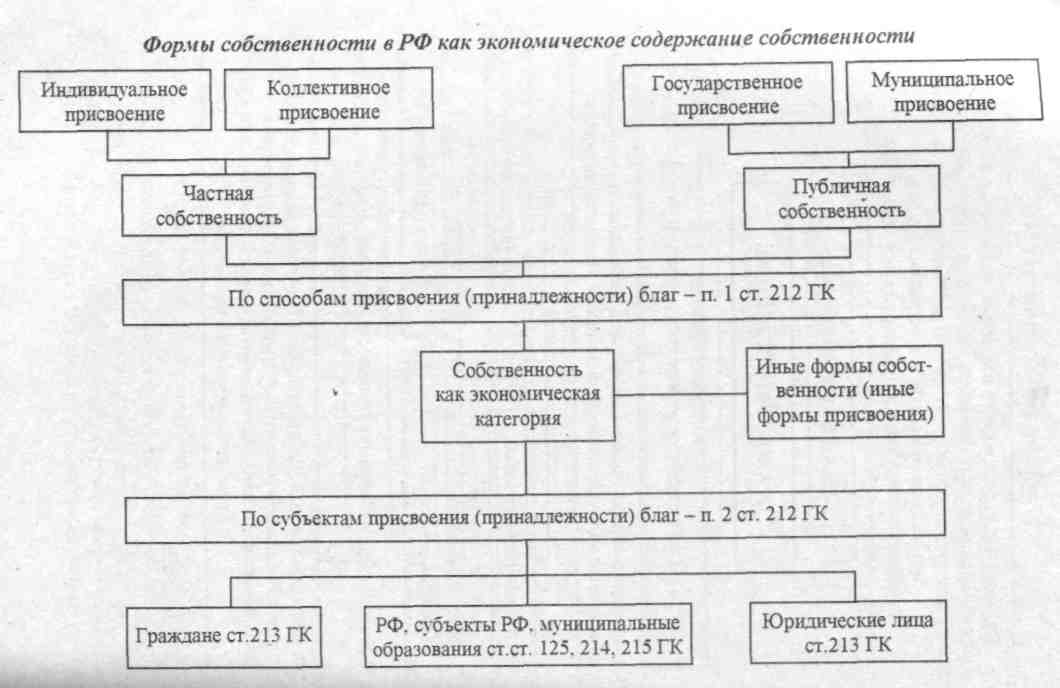 Формы собственности в РФ как экономическое содержание собственности
Индивидуальное
присвоение
Коллективное
присвоение
Государственное
присвоение
Муниципальное
присвоение
Частная
собственность
Публичная
собственность
По способам присвоения (принадлежности) благ – п. 1 ст. 212 ГК
Собственность
как экономическая
категория
Иные формы собст-
венности (иные
формы присвоения)
По субъектам присвоения (принадлежности) благ – п. 2 ст. 212 ГК
Граждане ст.213 ГК
РФ, субъекты РФ, муниципальные
образования ст.ст. 125, 214, 215 ГК
Юридические лица
ст.213 ГК